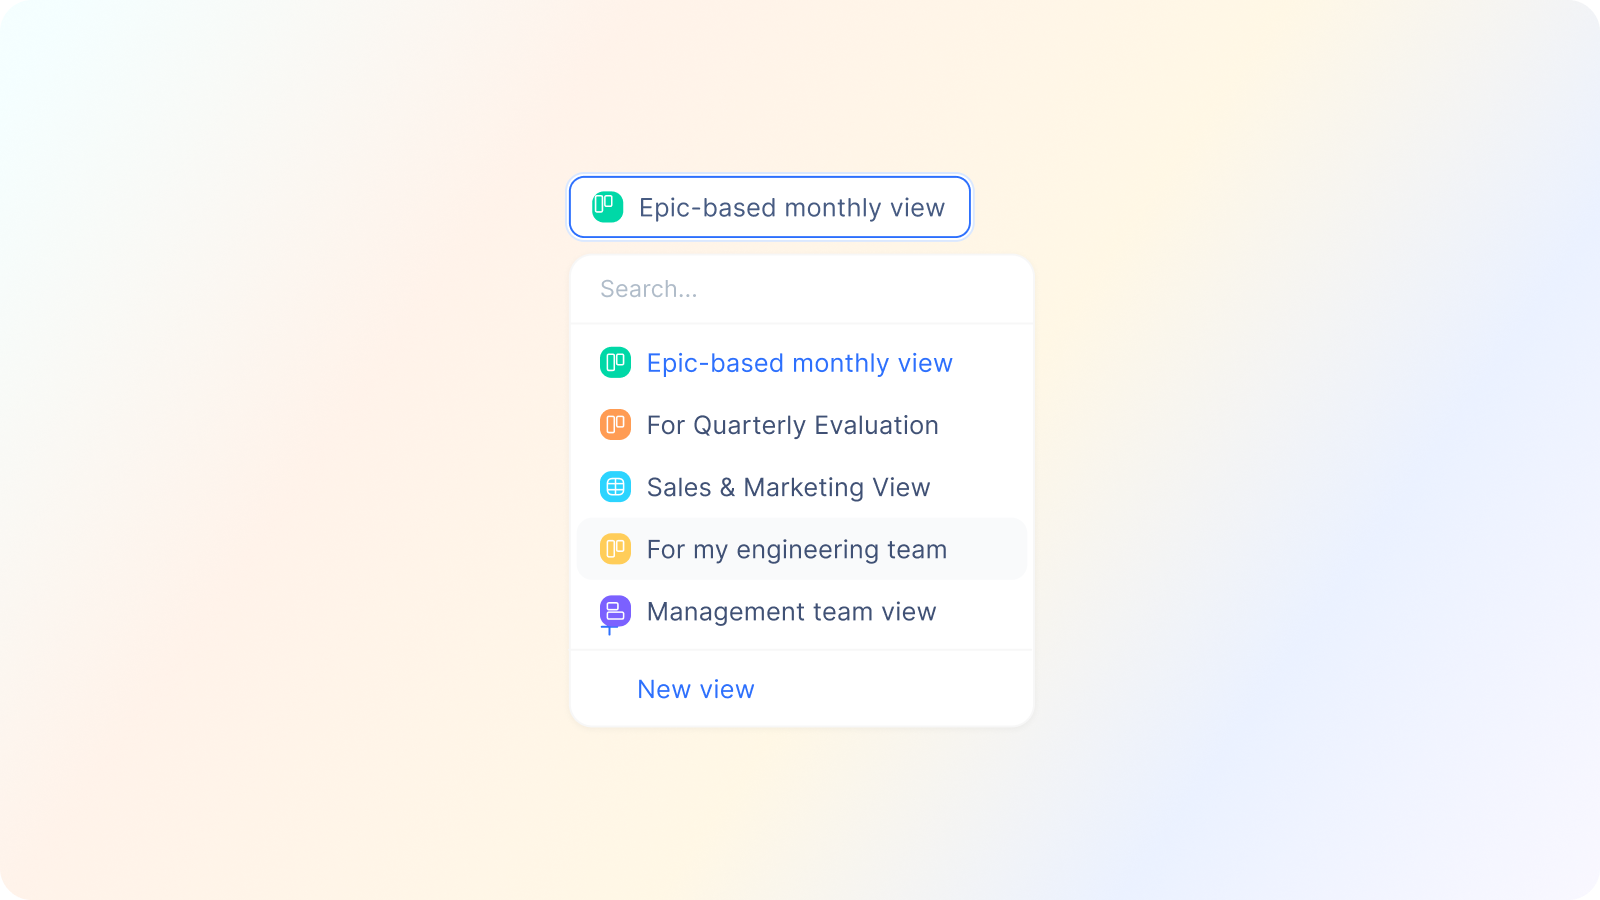 Epic-based monthly view
Search...
Epic-based monthly view
For Quarterly Evaluation
Sales & Marketing View
For my engineering team
Management team view
New view